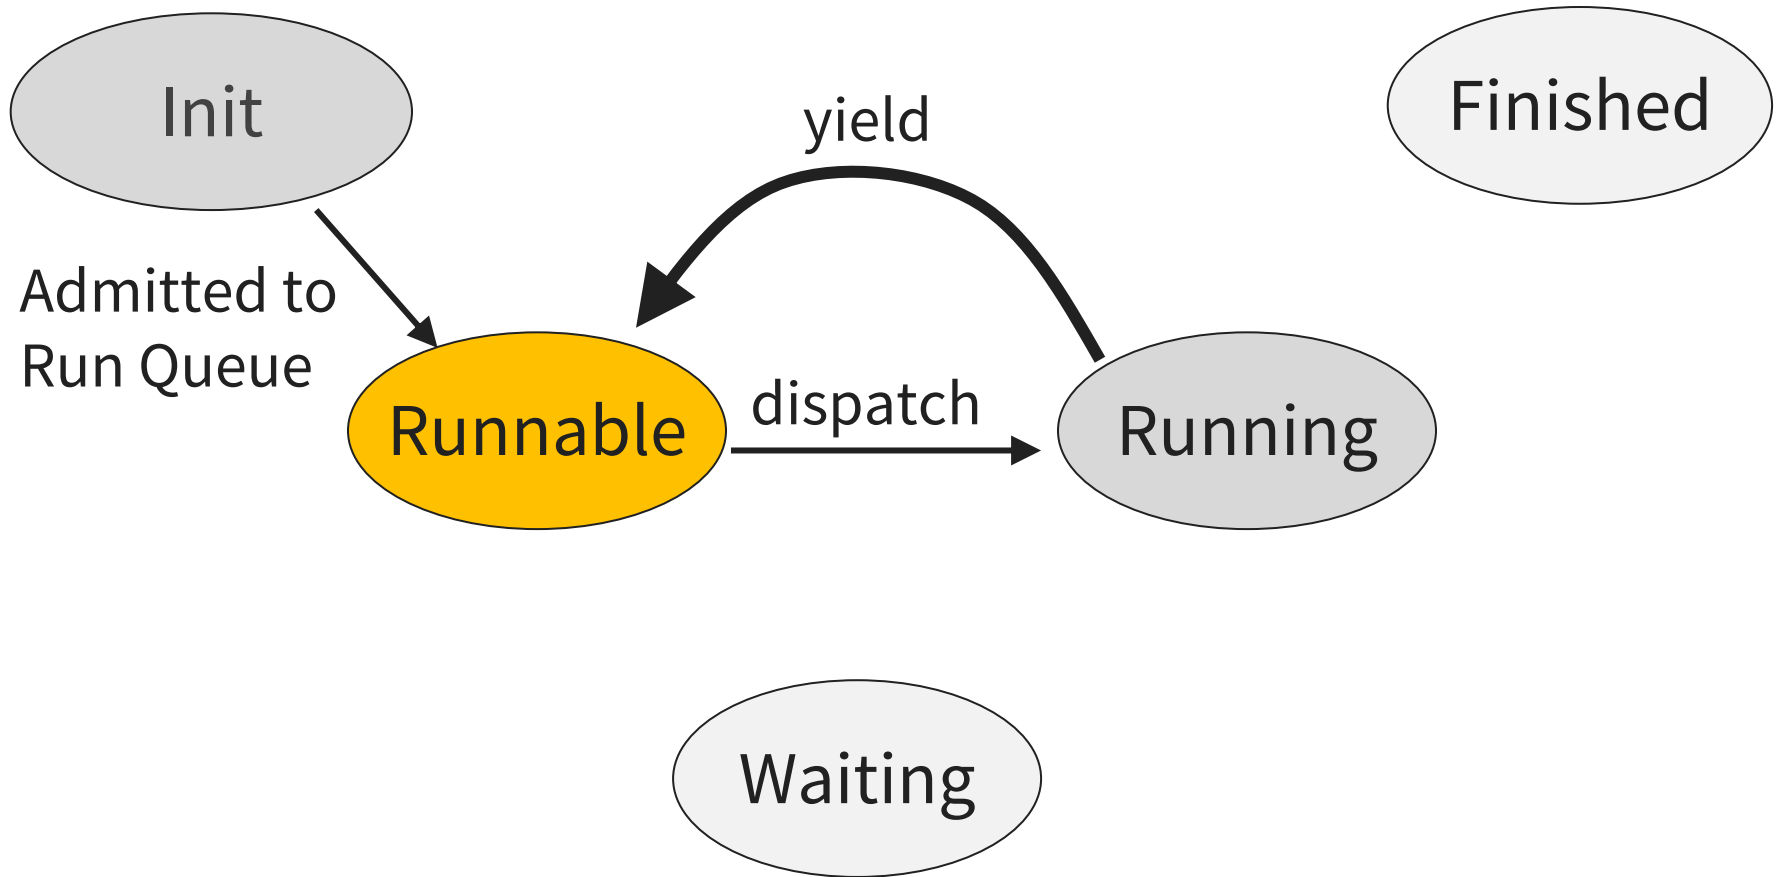 Init
Finished
yield
Admitted to
Run Queue
Runnable
dispatch
Running
Waiting